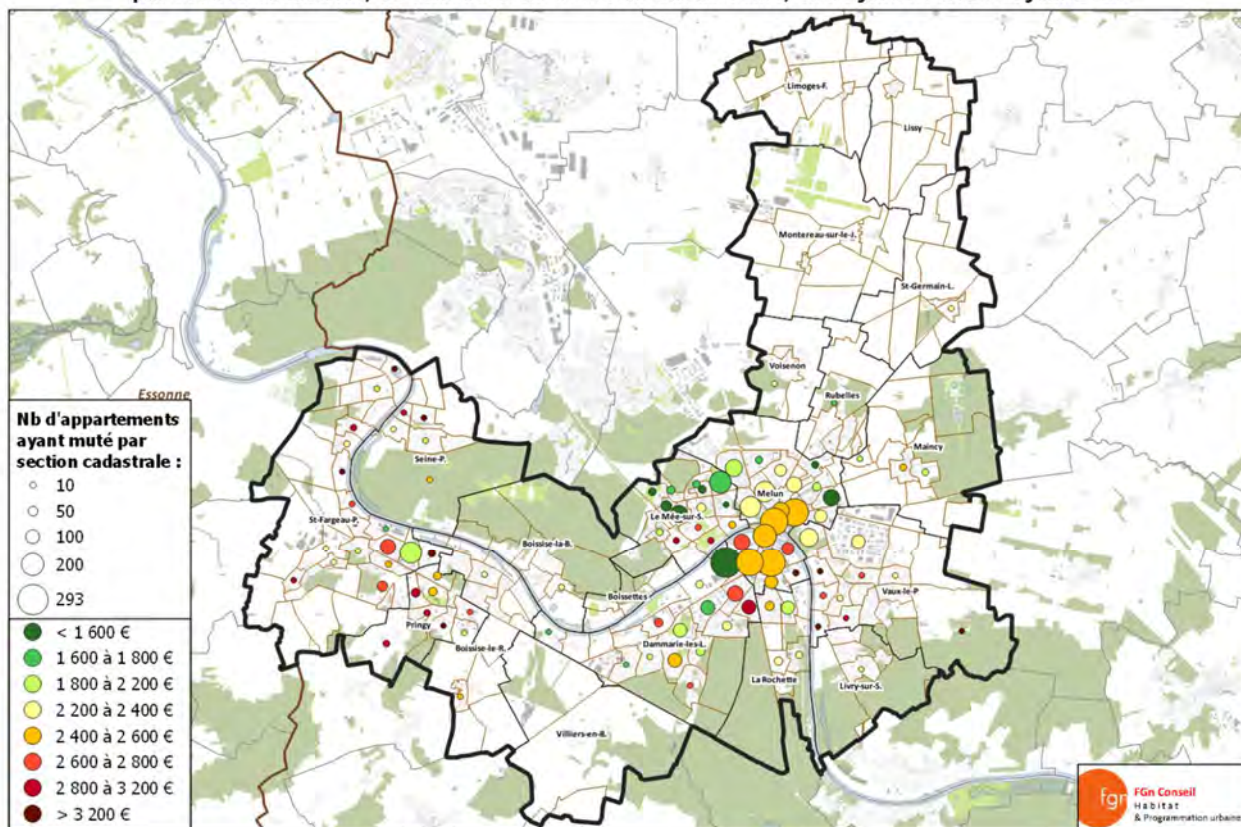 Essonne
Nb d'appartements
ayant muté par
section cadastrale :
10
50
100
200
293
< 1 600 €
1 600 à 1 800 €
1 800 à 2 200 €
2 200 à 2 400 €
2 400 à 2 600 €
2 600 à 2 800 €
2 800 à 3 200 €
> 3 200 €
Limoges-F.
Lissy
Montereau-sur-le-J.
St-Germain-L.
Voisenon
Rubelles
Maincy
Melun
Le Mée-sur-S.
Seine-P.
St-Fargeau-P.
Boissise-la-B.
Boissettes
Vaux-le-P
Pringy
Boissise-le-R.
Dammarie-les-L.
La Rochette
Livry-sur-S.
Villiers-en-B.
fgn
FGn Conseil
Habitat
& Programmation urbaine